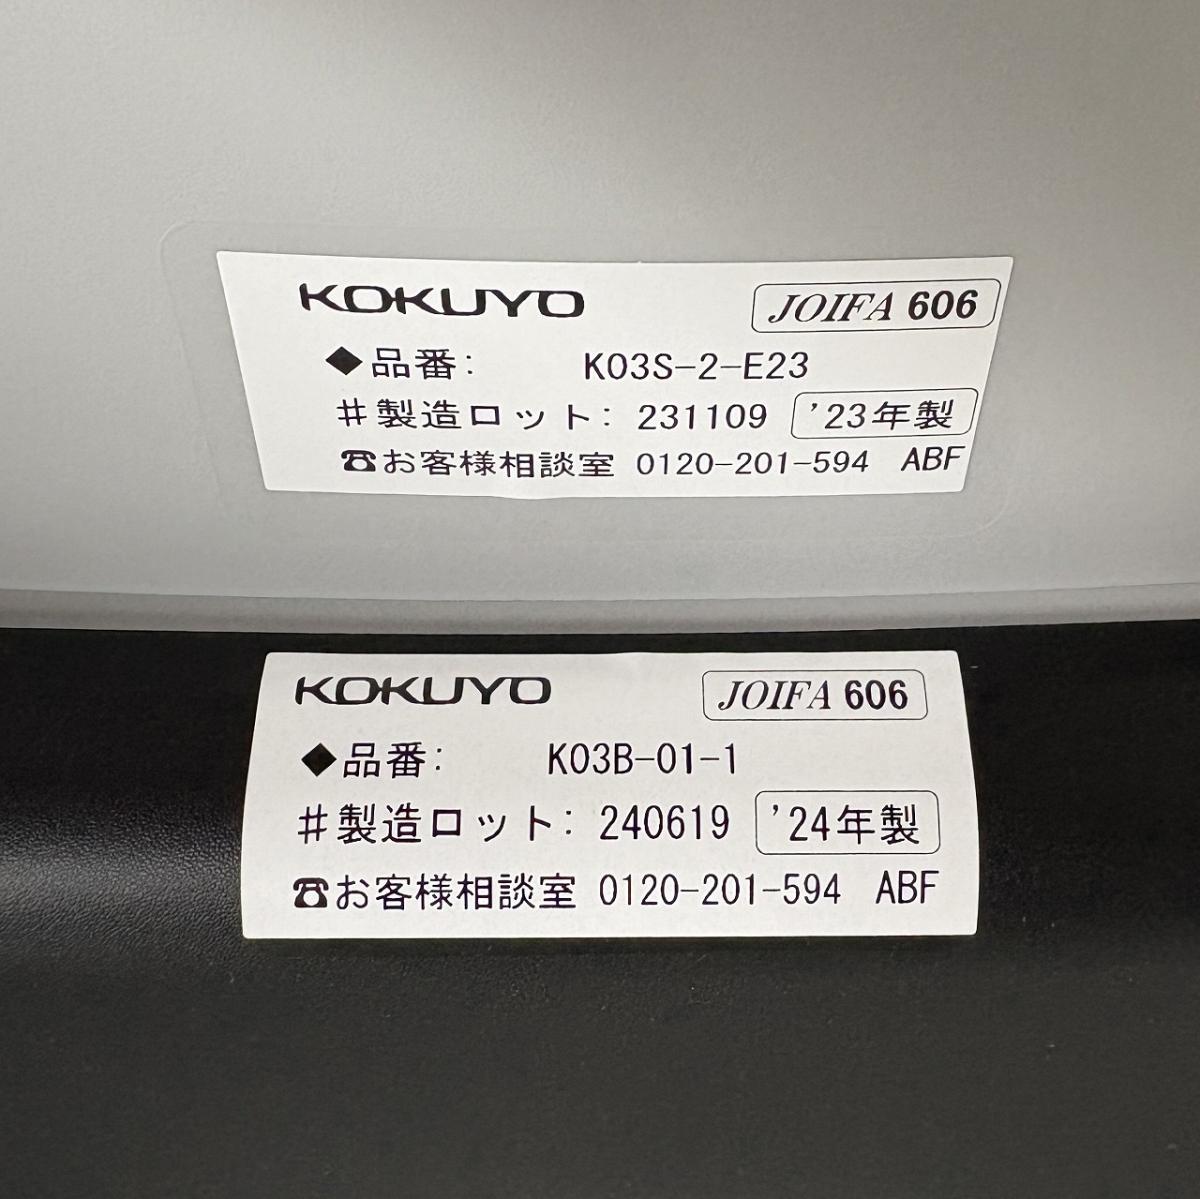 KOKUYO JOIFA 606
◆品番: K03S-2-E23
#製造ロット: 231109 '23年製
☎お客様相談室 0120-201-594 ABF
KOKUYO JOIFA 606
◆品番: K03B-01-1
#製造ロット: 240619 '24年製
☎お客様相談室 0120-201-594 ABF